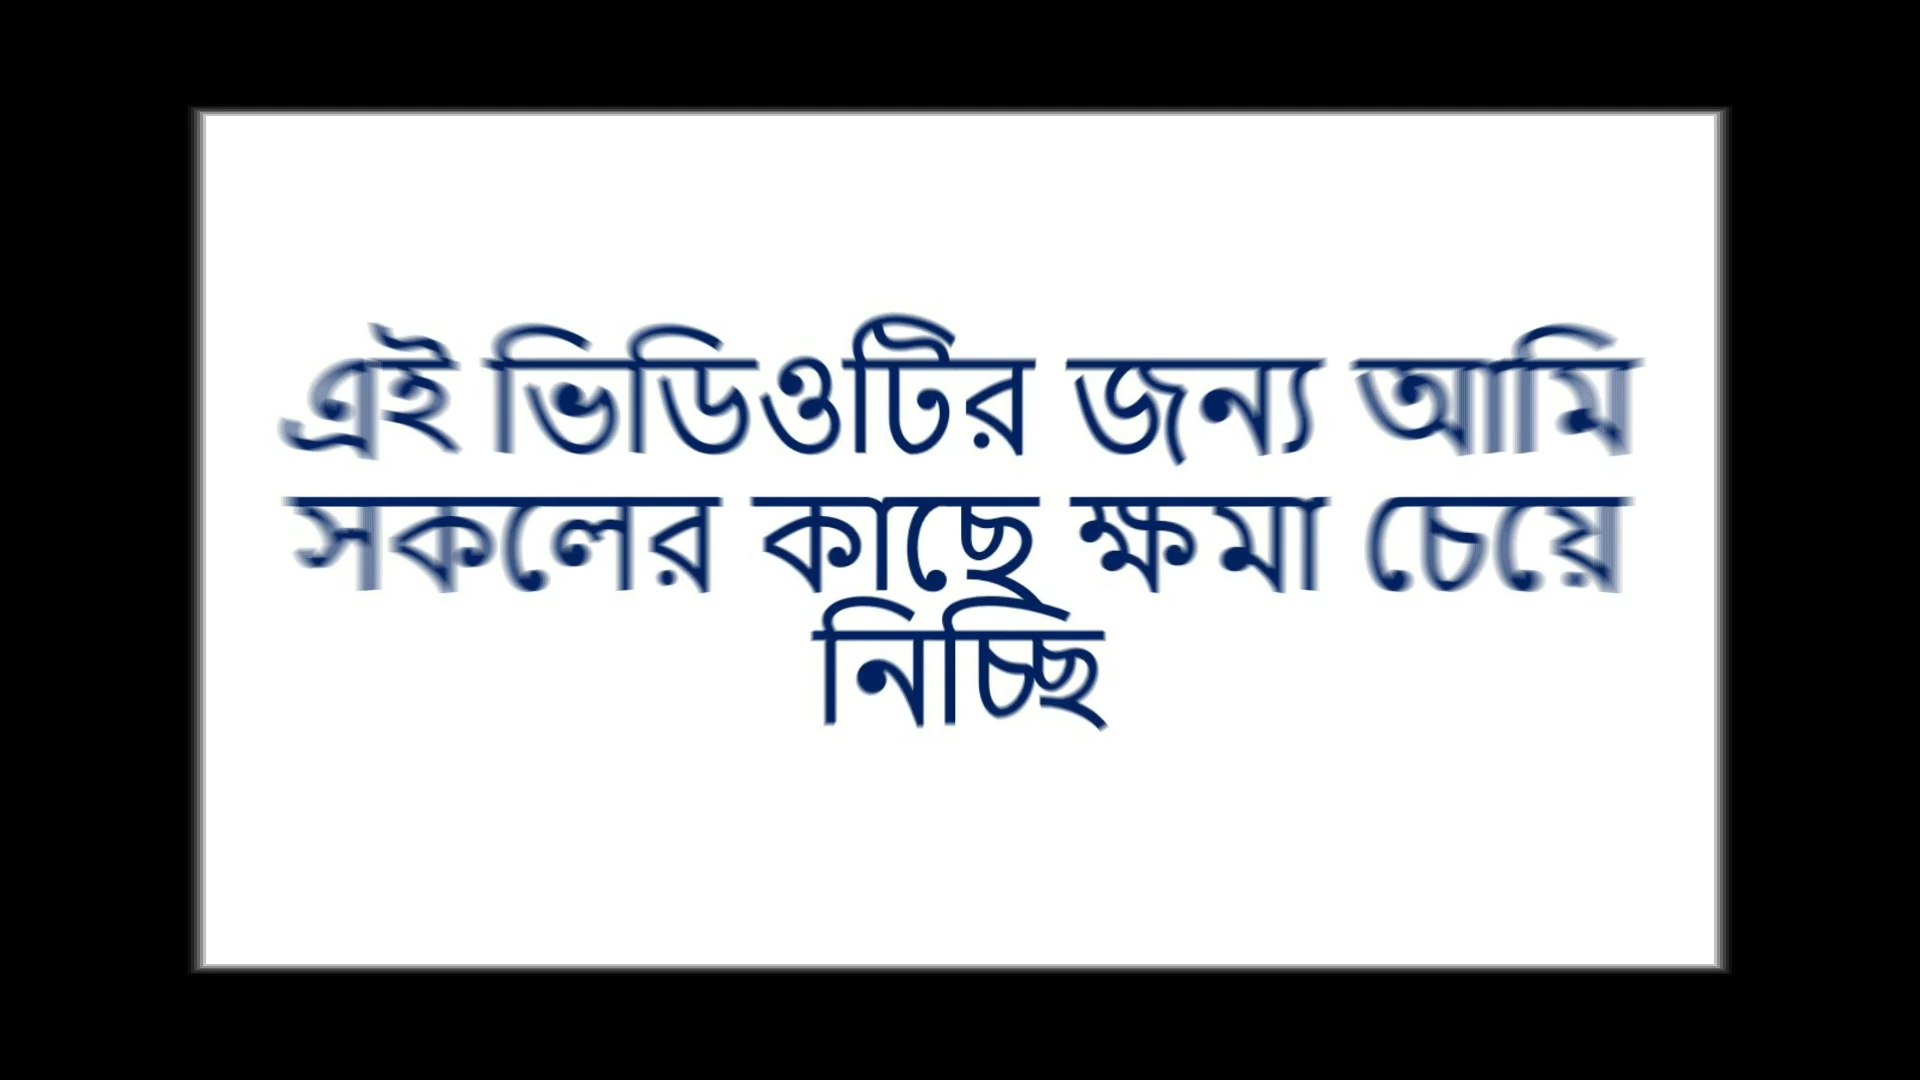 এই ভিডিওটির জন্য আমি
সকলের কাছে ক্ষমা চেয়ে
নিচ্ছি